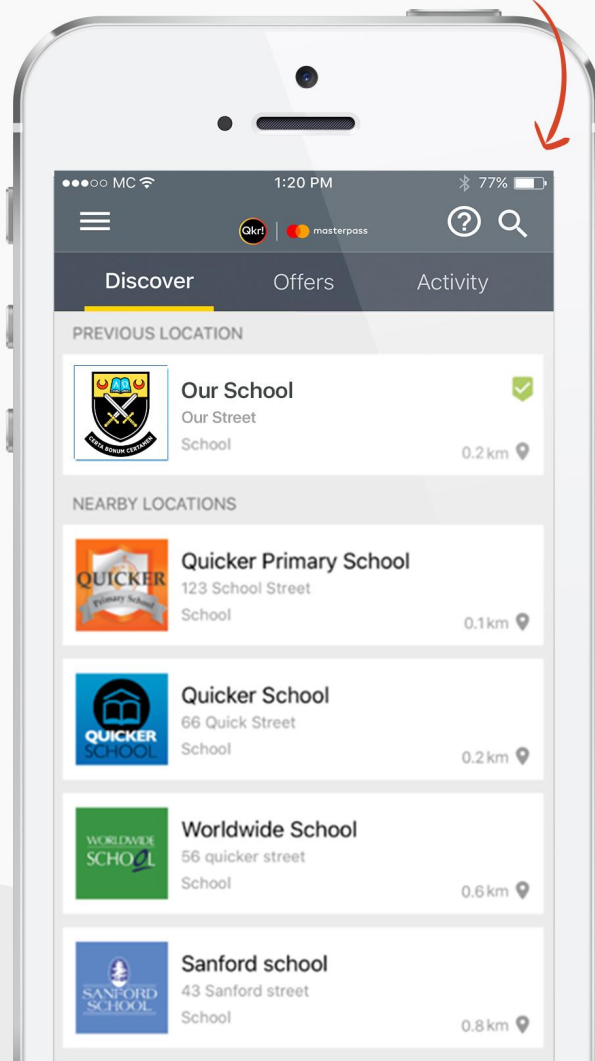 MC
1:20 PM
77%
Qkr!
masterpass
Discover
Offers
Activity
PREVIOUS LOCATION
CERTA BONUM CERTAMEN
Our School
Our Street
School
0.2 km
NEARBY LOCATIONS
QUICKER
Primary School
Quicker Primary School
123 School Street
School
0.1 km
QUICKER
SCHOOL
Quicker School
66 Quick Street
School
0.2 km
WORLDWIDE
SCHOOL
Worldwide School
56 quicker street
School
0.6 km
SANFORD
SCHOOL
Sanford school
43 Sanford street
School
0.8 km